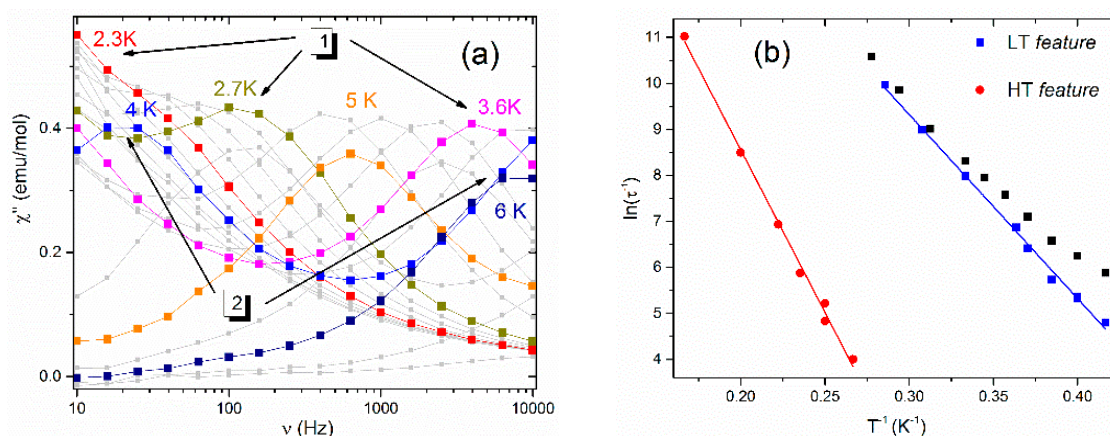 (a)
2.3K
1
2.7K
5 K
3.6K
4 K
6 K
2
χ'' (emu/mol)
0.4
0.2
0.0
10
100
1000
10000
ν (Hz)
(b)
LT feature
HT feature
ln(τ⁻¹)
11
10
9
8
7
6
5
4
0.20
0.25
0.30
0.35
0.40
T⁻¹ (K⁻¹)